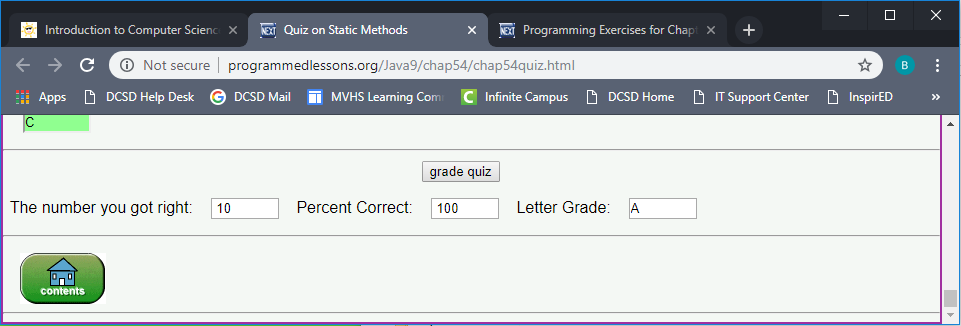 Introduction to Computer Scienc
Quiz on Static Methods
Programming Exercises for Chapt
Not secure | programmedlessons.org/Java9/chap54/chap54quiz.html
B
Apps DCSD Help Desk DCSD Mail MVHS Learning Com Infinite Campus DCSD Home IT Support Center InspirED »
C
grade quiz
The number you got right: 10 Percent Correct: 100 Letter Grade: A
contents